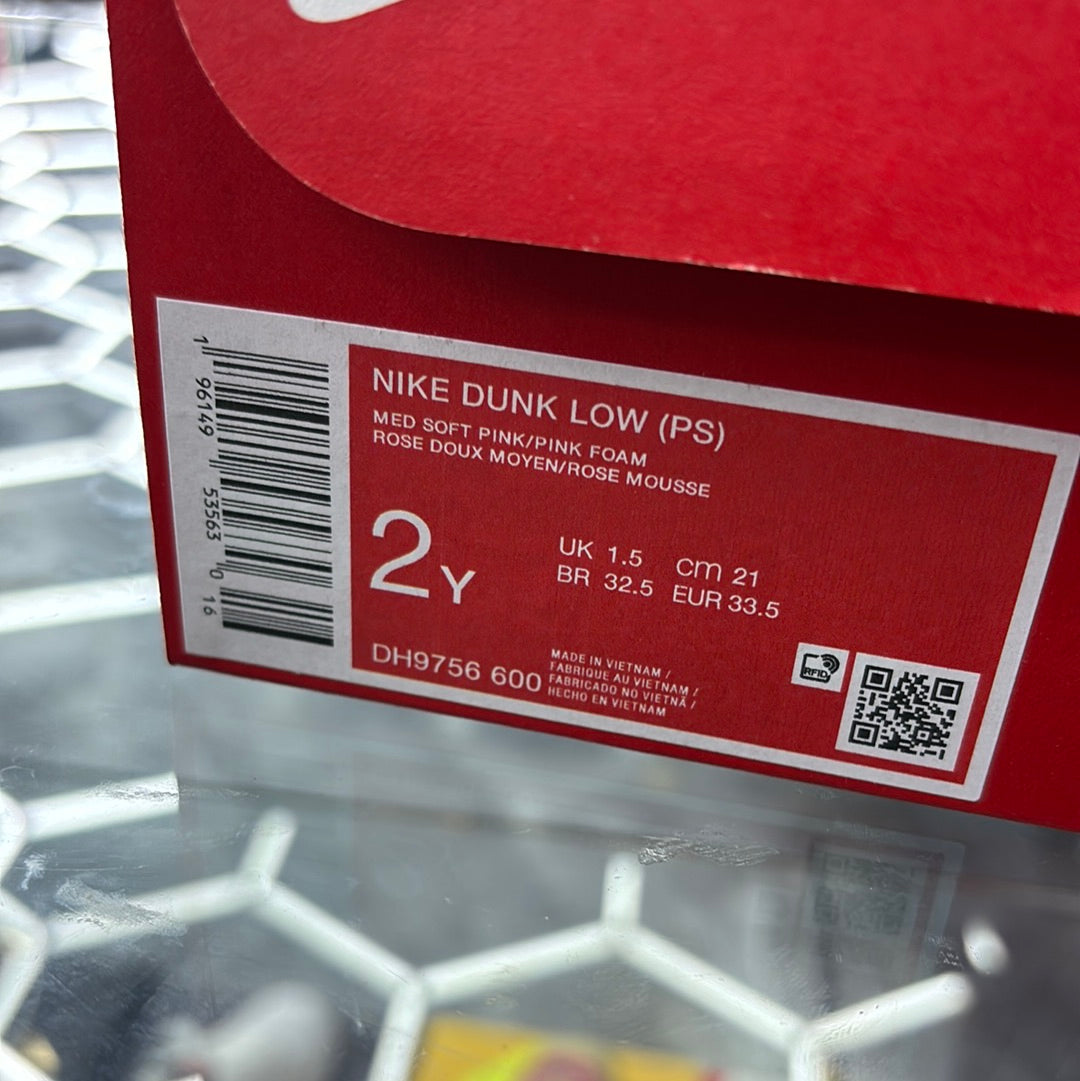 NIKE DUNK LOW (PS)
MED SOFT PINK/PINK FOAM
ROSE DOUX MOYEN/ROSE MOUSSE
2Y
UK 1.5 cm 21
BR 32.5 EUR 33.5
DH9756 600
MADE IN VIETNAM /
FABRIQUE AU VIETNAM /
FABRICADO NO VIETNÃ /
HECHO EN VIETNAM
RFID
1 96149 53563 0 16